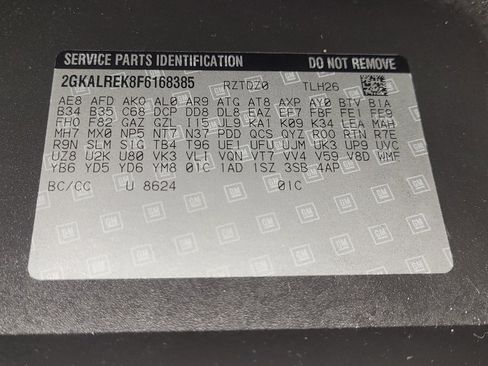 SERVICE PARTS IDENTIFICATION DO NOT REMOVE
2GKALREK8F6168385 RZTDZ0 TLH26
AE8 AFD AKO AL0 AR9 ATG AT8 AXP AY0 BTV B1A
B34 B35 C68 DCP DD8 DL8 EAZ EF7 FBF FE1 FE9
FHO F82 GAZ GZL I15 JL9 KA1 K09 K34 LEA MAH
MH7 MX0 NP5 NT7 N37 PDD QCS QYZ ROO RTN R7E
R9N SLM S1G TB4 T96 UE1 UFU UJM UK3 UP9 UVC
UZ8 U2K U80 VK3 VLT VQN VT7 VV4 V59 V8D WMF
YB6 YD5 YD6 YM8 01C 1AD 1SZ 3SB 4AP
BC/CC U 8624 01C